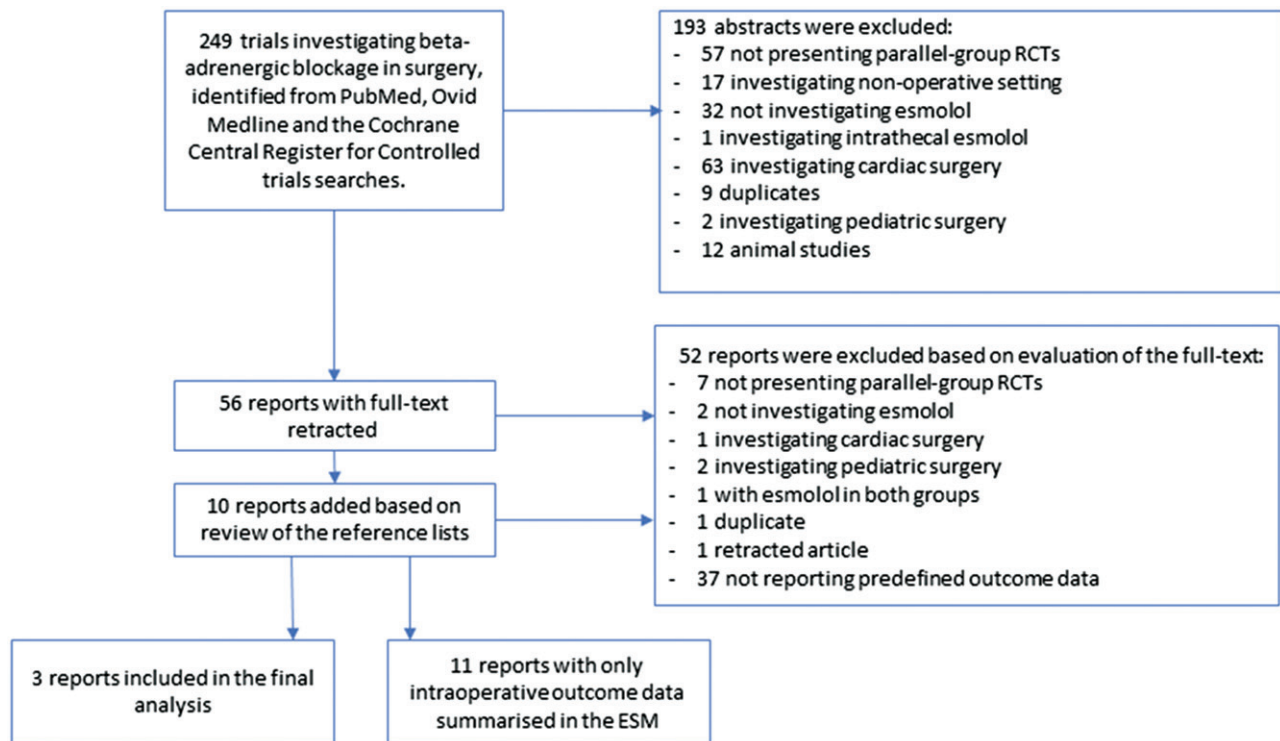 249 trials investigating beta-
adrenergic blockage in surgery,
identified from PubMed, Ovid
Medline and the Cochrane
Central Register for Controlled
trials searches.
193 abstracts were excluded:
- 57 not presenting parallel-group RCTs
- 17 investigating non-operative setting
- 32 not investigating esmolol
- 1 investigating intrathecal esmolol
- 63 investigating cardiac surgery
- 9 duplicates
- 2 investigating pediatric surgery
- 12 animal studies
56 reports with full-text
retracted
52 reports were excluded based on evaluation of the full-text:
- 7 not presenting parallel-group RCTs
- 2 not investigating esmolol
- 1 investigating cardiac surgery
- 2 investigating pediatric surgery
- 1 with esmolol in both groups
- 1 duplicate
- 1 retracted article
- 37 not reporting predefined outcome data
10 reports added based on
review of the reference lists
3 reports included in the final
analysis
11 reports with only
intraoperative outcome data
summarised in the ESM